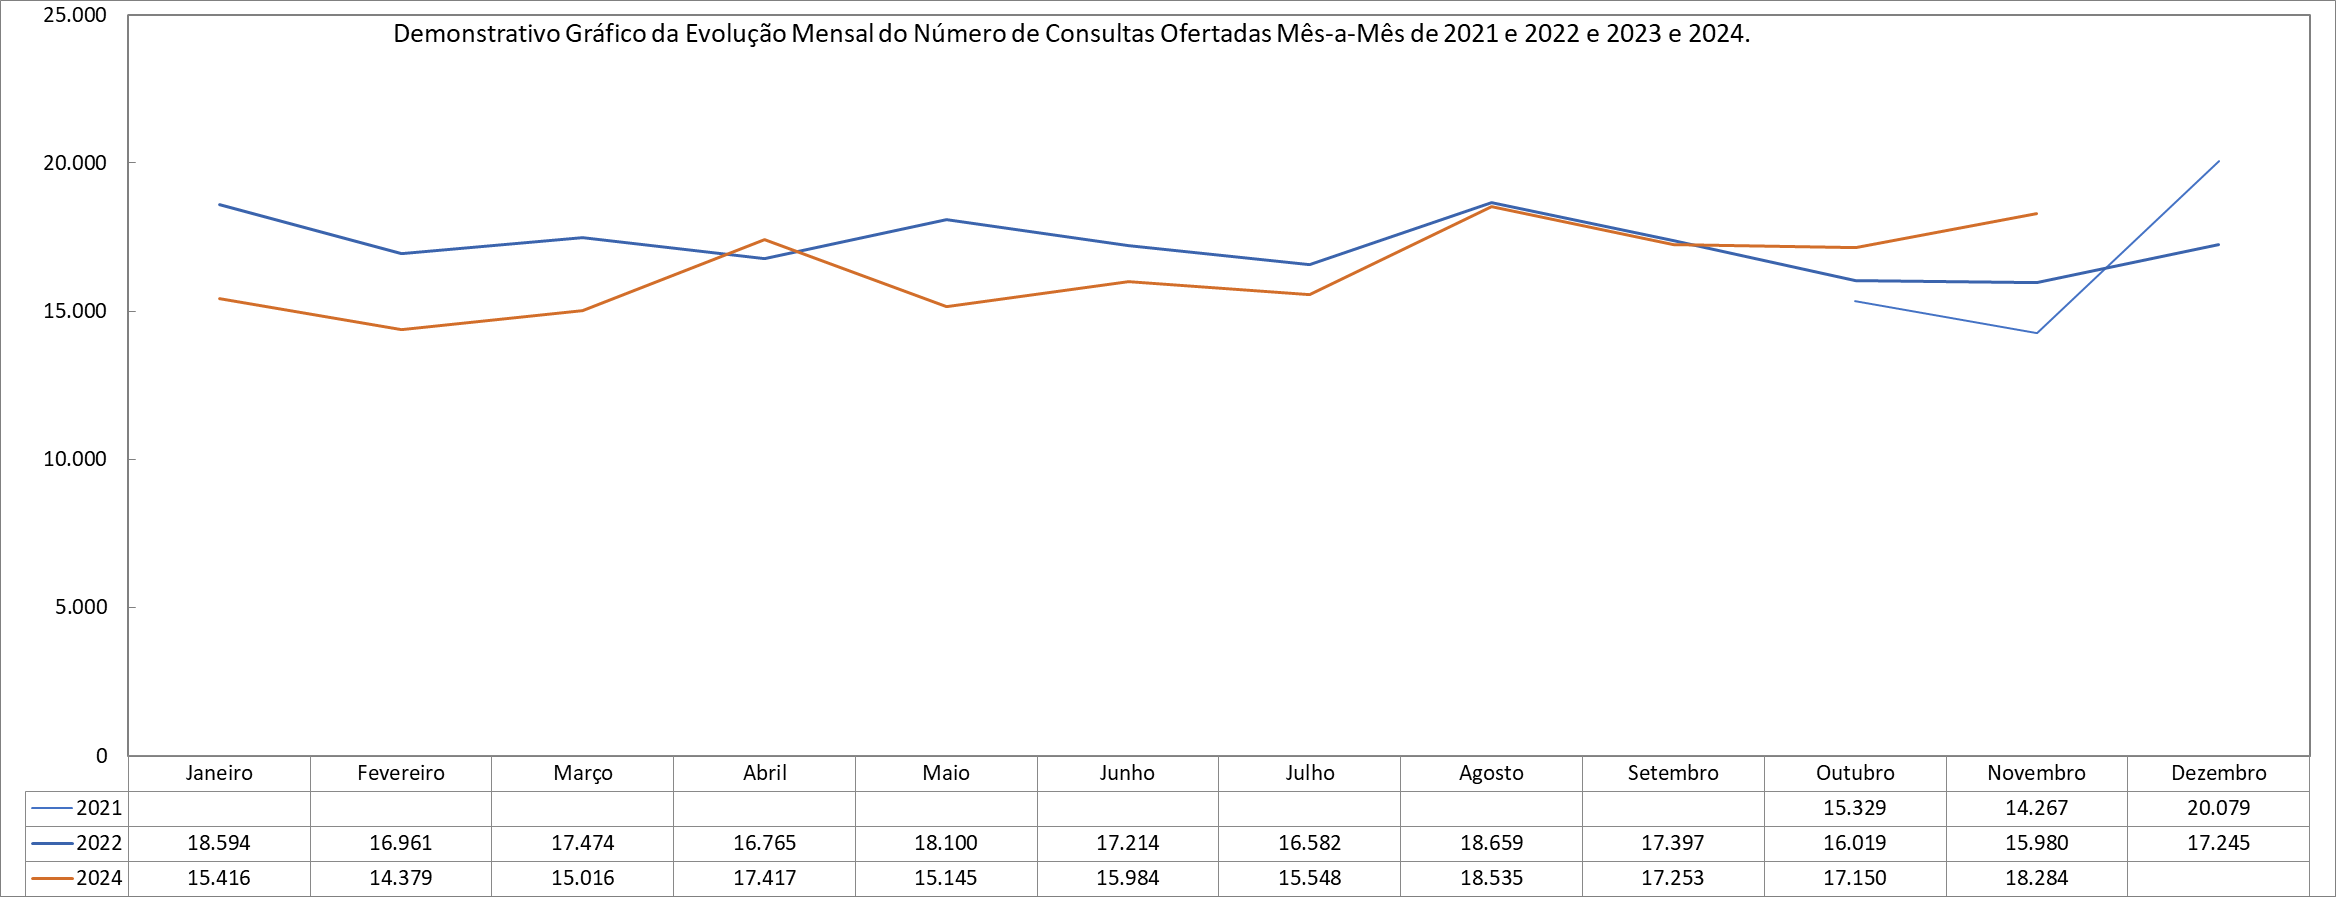 Demonstrativo Gráfico da Evolução Mensal do Número de Consultas Ofertadas Mês-a-Mês de 2021 e 2022 e 2023 e 2024.
25.000
20.000
15.000
10.000
5.000
0
Janeiro Fevereiro Março Abril Maio Junho Julho Agosto Setembro Outubro Novembro Dezembro
2021 15.329 14.267 20.079
2022 18.594 16.961 17.474 16.765 18.100 17.214 16.582 18.659 17.397 16.019 15.980 17.245
2024 15.416 14.379 15.016 17.417 15.145 15.984 15.548 18.535 17.253 17.150 18.284